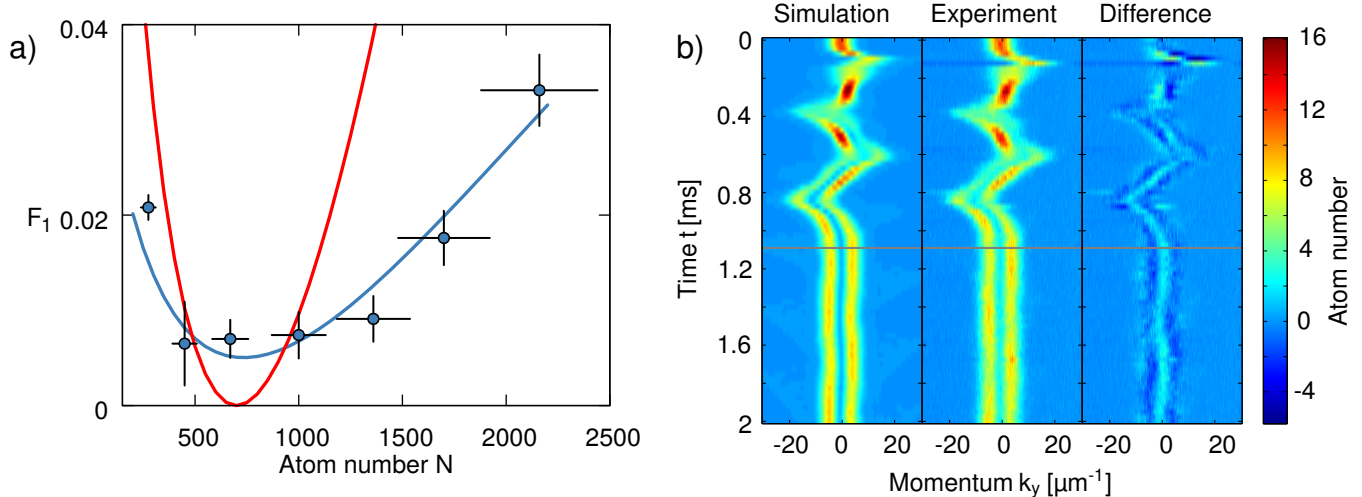 a)
0.04
F₁ 0.02
0
500 1000 1500 2000 2500
Atom number N
b)
Simulation Experiment Difference
0
0.4
0.8
1.2
1.6
2
Time t [ms]
-20 0 20 -20 0 20 -20 0 20
Momentum kᵧ [µm⁻¹]
16
12
8
4
0
-4
Atom number